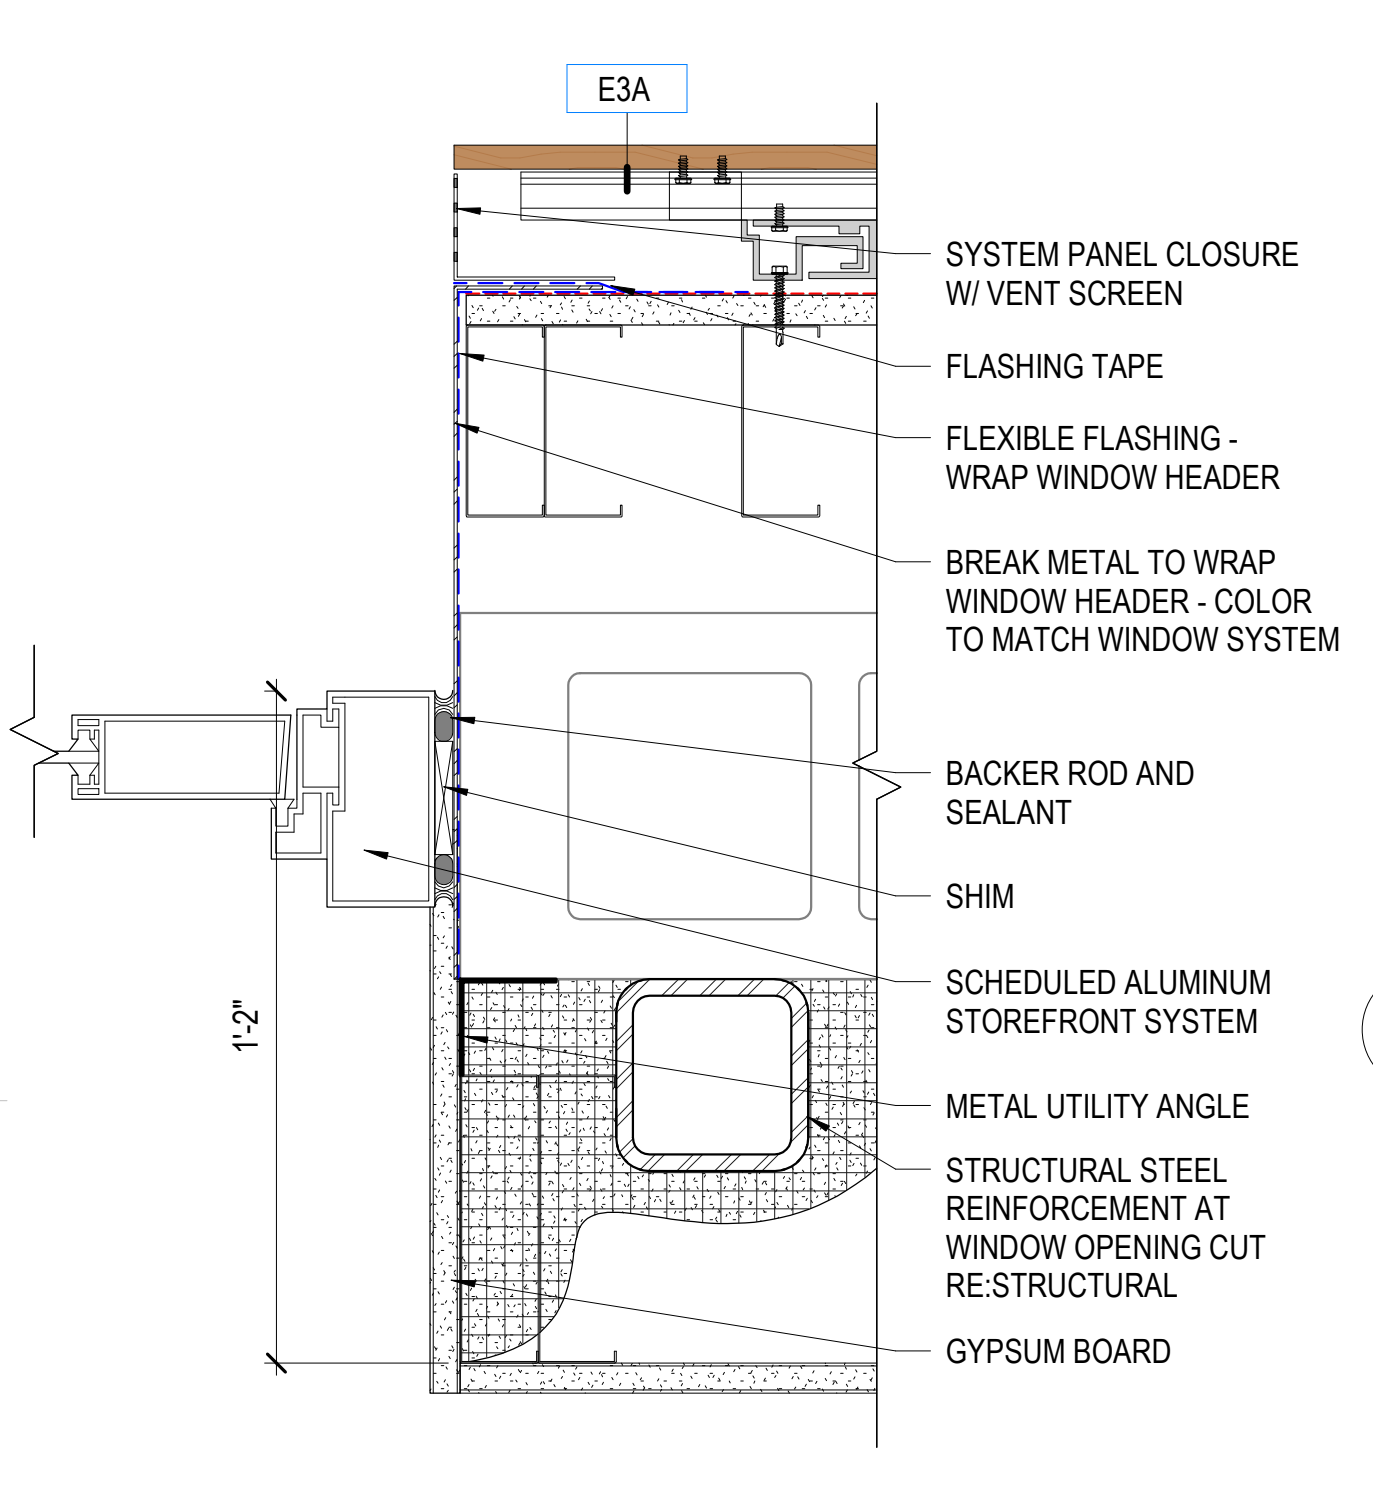 E3A
SYSTEM PANEL CLOSURE
W/ VENT SCREEN
FLASHING TAPE
FLEXIBLE FLASHING -
WRAP WINDOW HEADER
BREAK METAL TO WRAP
WINDOW HEADER - COLOR
TO MATCH WINDOW SYSTEM
BACKER ROD AND
SEALANT
SHIM
SCHEDULED ALUMINUM
STOREFRONT SYSTEM
1'-2"
METAL UTILITY ANGLE
STRUCTURAL STEEL
REINFORCEMENT AT
WINDOW OPENING CUT
RE:STRUCTURAL
GYPSUM BOARD